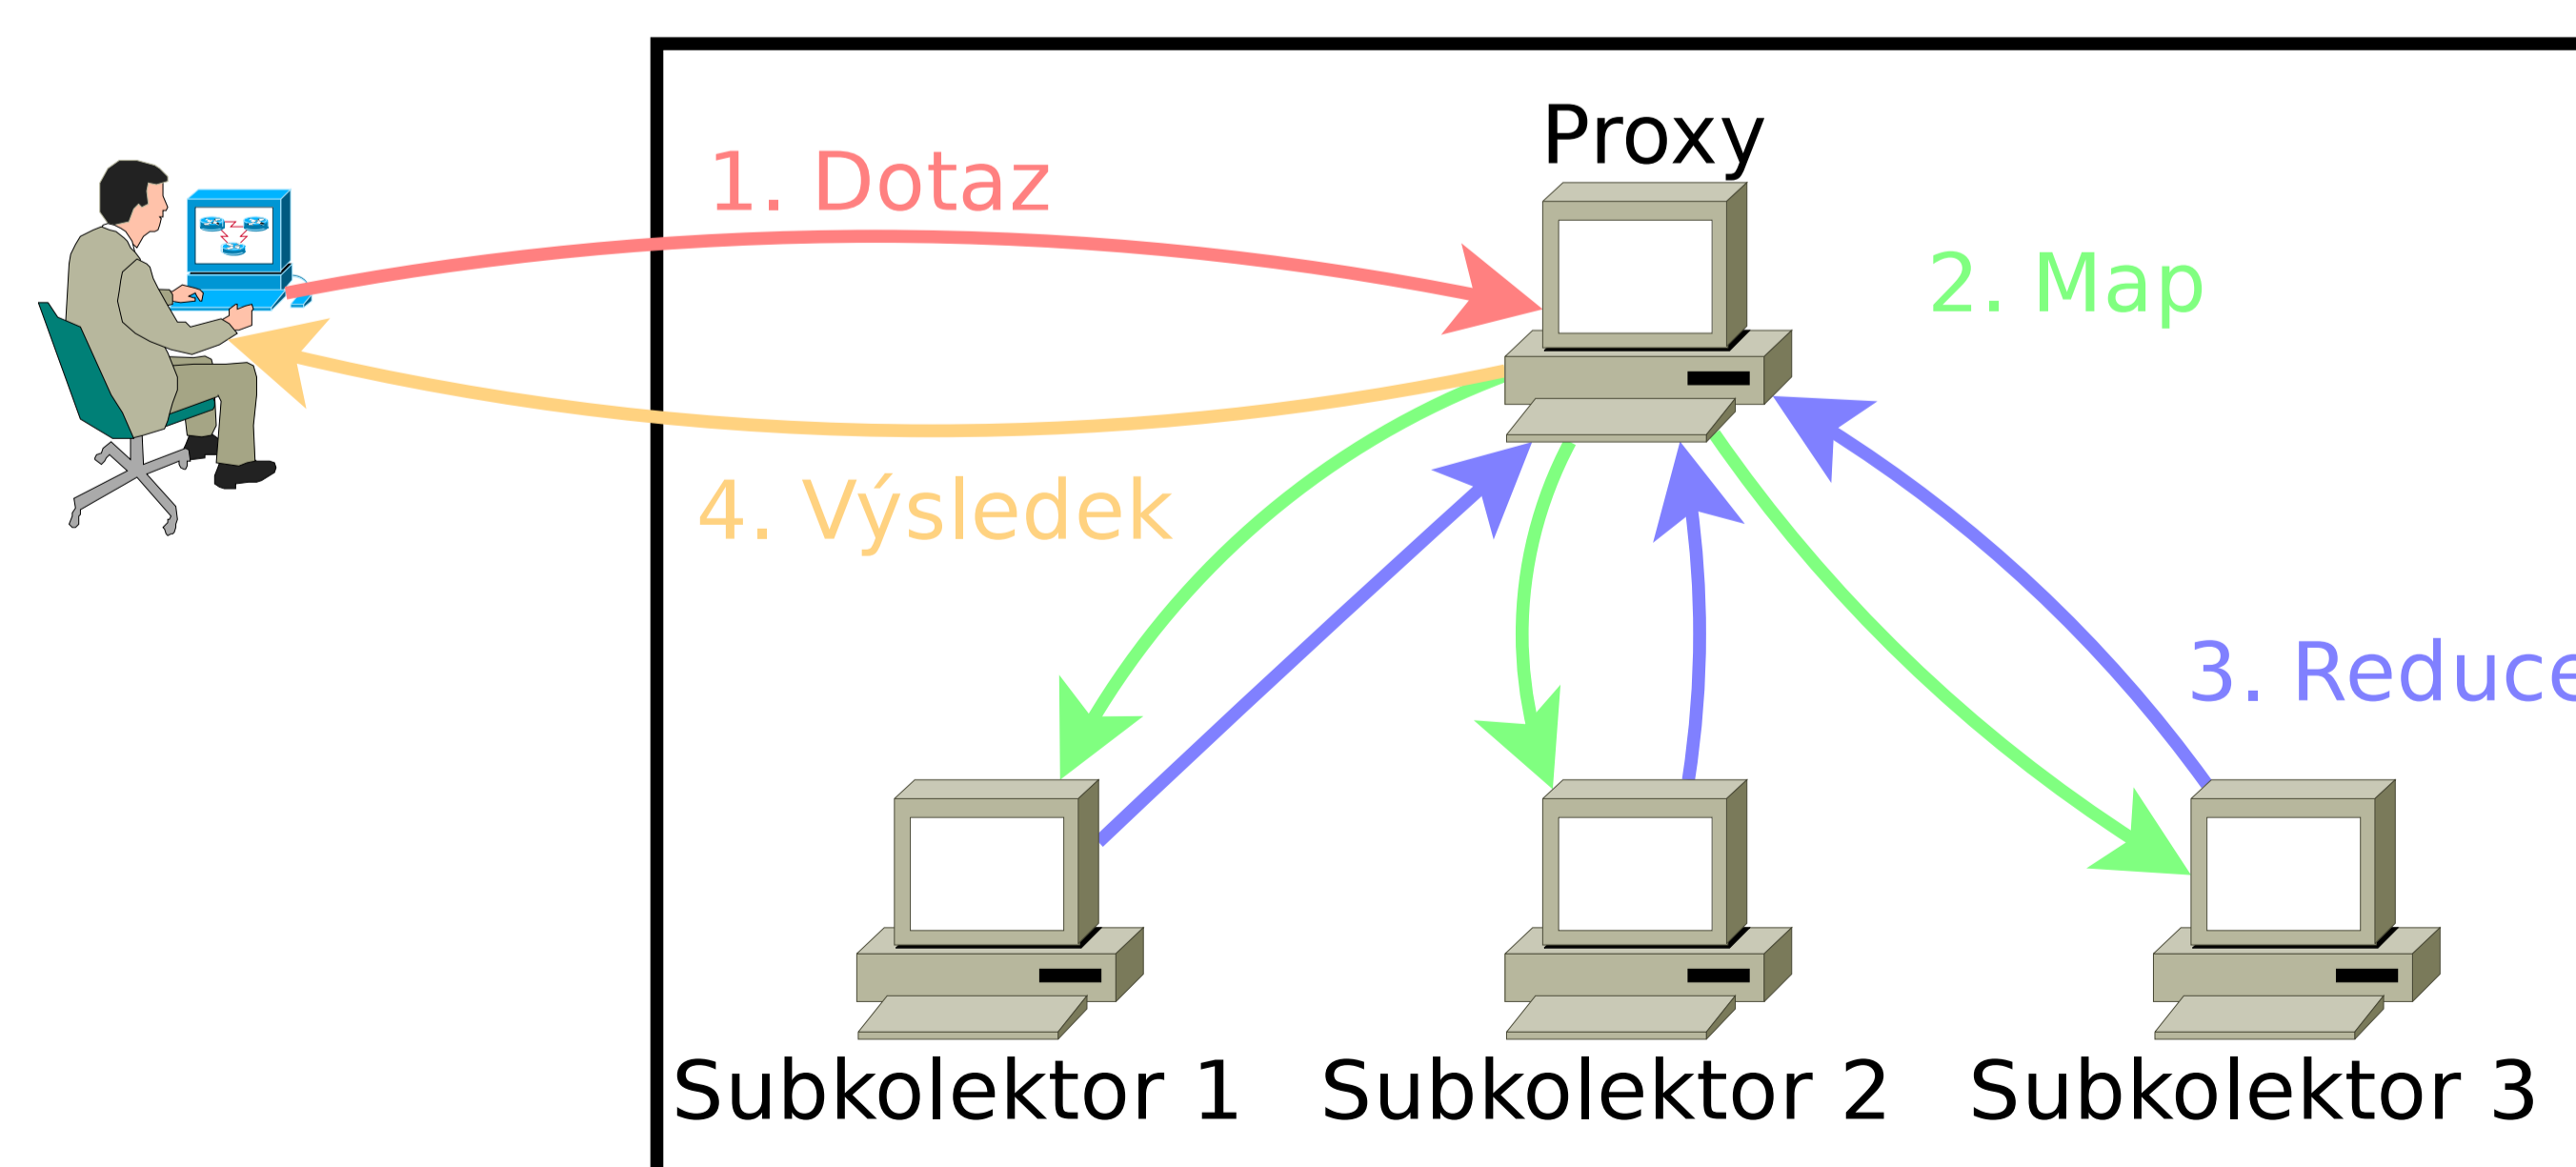 Proxy
1. Dotaz
2. Map
4. Výsledek
3. Reduce
Subkolektor 1
Subkolektor 2
Subkolektor 3